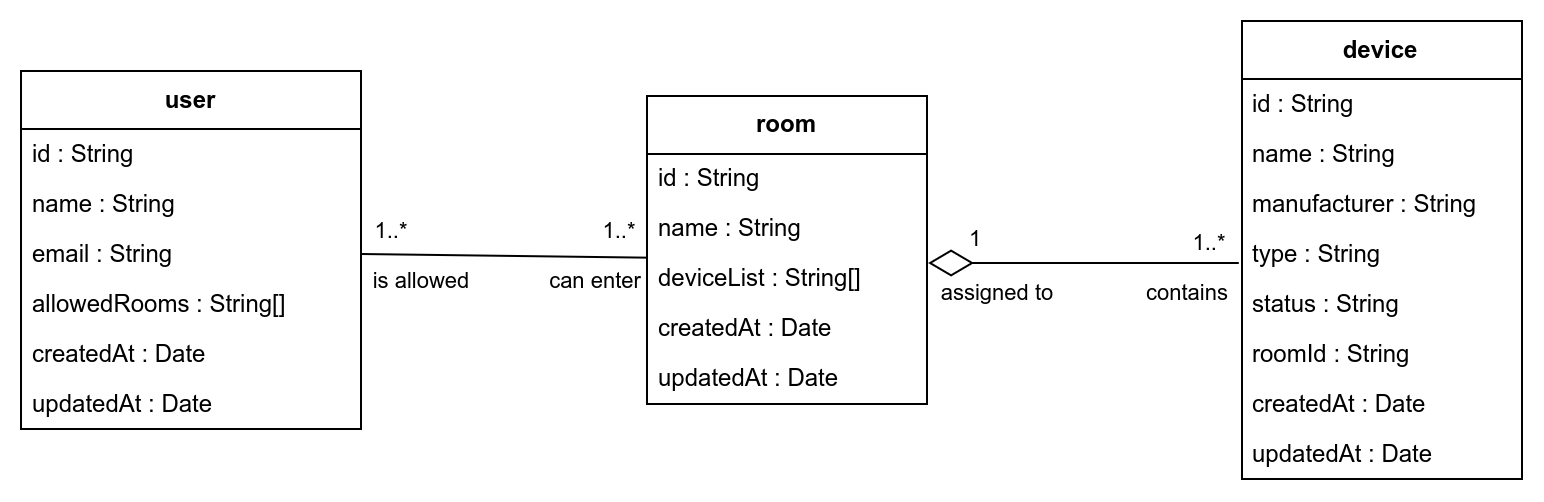 user
id : String
name : String
email : String
allowedRooms : String[]
createdAt : Date
updatedAt : Date
1..*
is allowed
1..*
can enter
room
id : String
name : String
deviceList : String[]
createdAt : Date
updatedAt : Date
1
assigned to
1..*
contains
device
id : String
name : String
manufacturer : String
type : String
status : String
roomId : String
createdAt : Date
updatedAt : Date